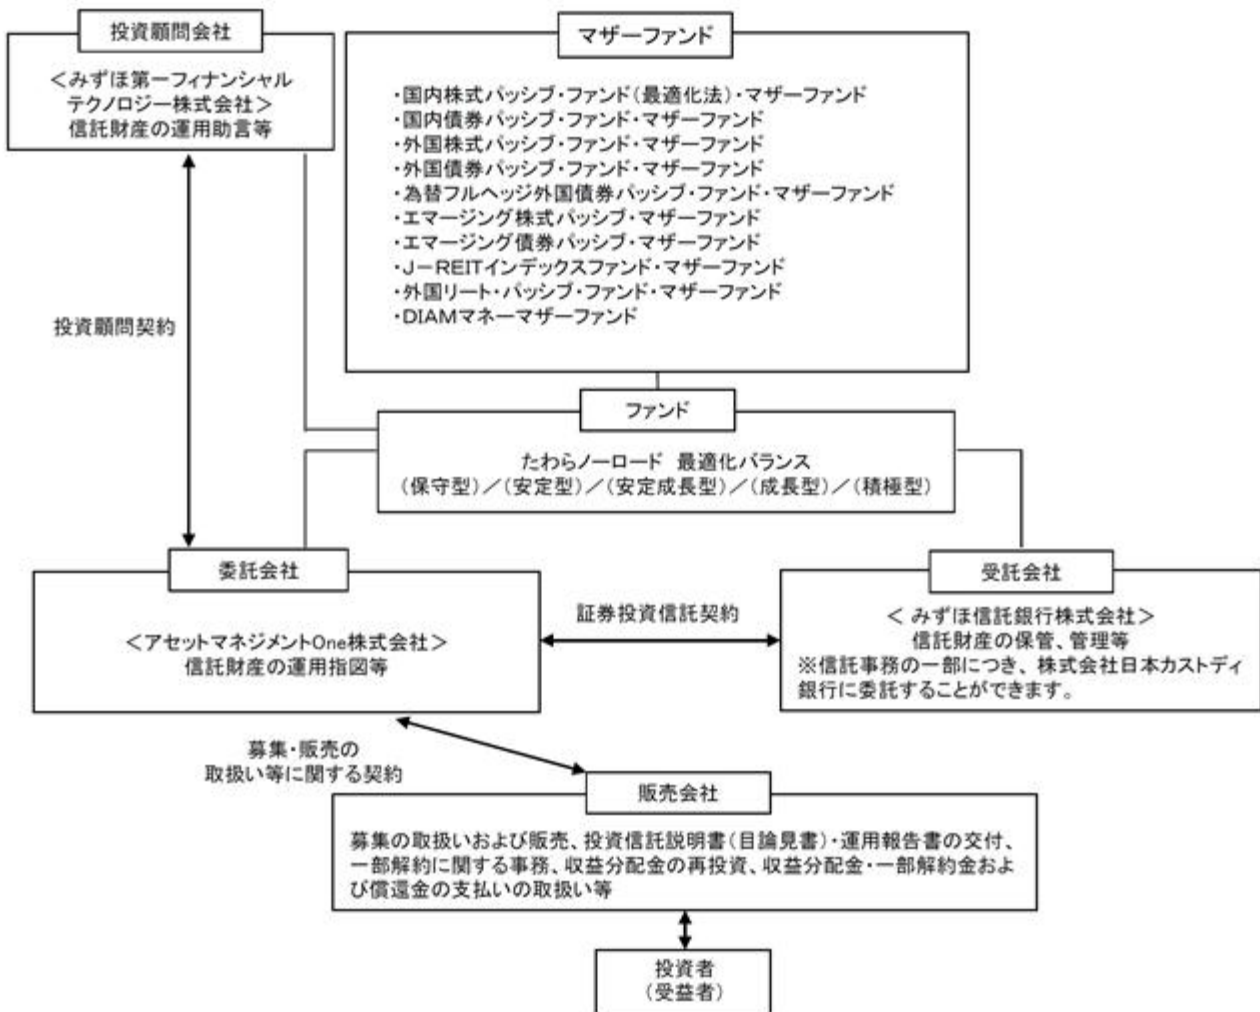 投資顧問会社
＜みずほ第一フィナンシャル
テクノロジー株式会社＞
信託財産の運用助言等
マザーファンド
・国内株式パッシブ・ファンド（最適化法）・マザーファンド
・国内債券パッシブ・ファンド・マザーファンド
・外国株式パッシブ・ファンド・マザーファンド
・外国債券パッシブ・ファンド・マザーファンド
・為替フルヘッジ外国債券パッシブ・ファンド・マザーファンド
・エマージング株式パッシブ・マザーファンド
・エマージング債券パッシブ・マザーファンド
・J－REITインデックスファンド・マザーファンド
・外国リート・パッシブ・ファンド・マザーファンド
・DIAMマネーマザーファンド
投資顧問契約
ファンド
たわらノーロード　最適化バランス
（保守型）／（安定型）／（安定成長型）／（成長型）／（積極型）
委託会社
＜アセットマネジメントOne株式会社＞
信託財産の運用指図等
証券投資信託契約
受託会社
＜ みずほ信託銀行株式会社＞
信託財産の保管、管理等
※信託事務の一部につき、株式会社日本カストディ
銀行に委託することができます。
募集・販売の
取扱い等に関する契約
販売会社
募集の取扱いおよび販売、投資信託説明書（目論見書）・運用報告書の交付、
一部解約に関する事務、収益分配金の再投資、収益分配金・一部解約金およ
び償還金の支払いの取扱い等
投資者
（受益者）